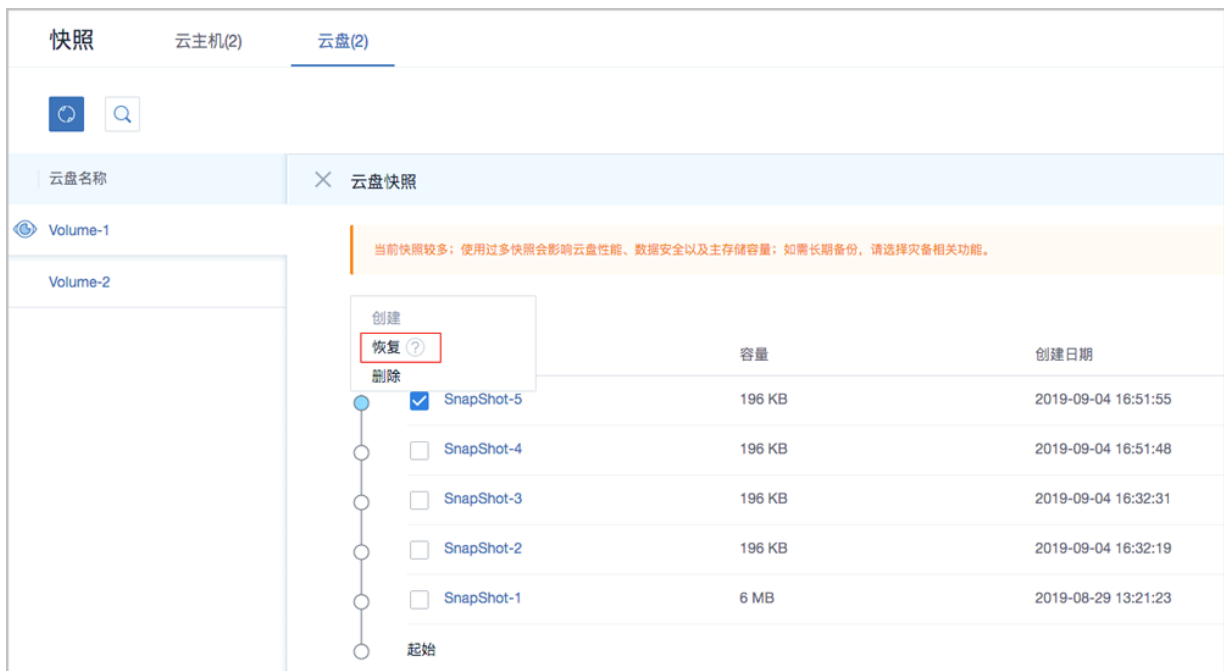 快照 云主机(2) 云盘(2)
云盘名称
Volume-1
Volume-2
云盘快照
当前快照较多；使用过多快照会影响云盘性能、数据安全以及主存储容量；如需长期备份，请选择灾备相关功能。
创建
恢复 ?
删除
容量 创建日期
SnapShot-5 196 KB 2019-09-04 16:51:55
SnapShot-4 196 KB 2019-09-04 16:51:48
SnapShot-3 196 KB 2019-09-04 16:32:31
SnapShot-2 196 KB 2019-09-04 16:32:19
SnapShot-1 6 MB 2019-08-29 13:21:23
起始